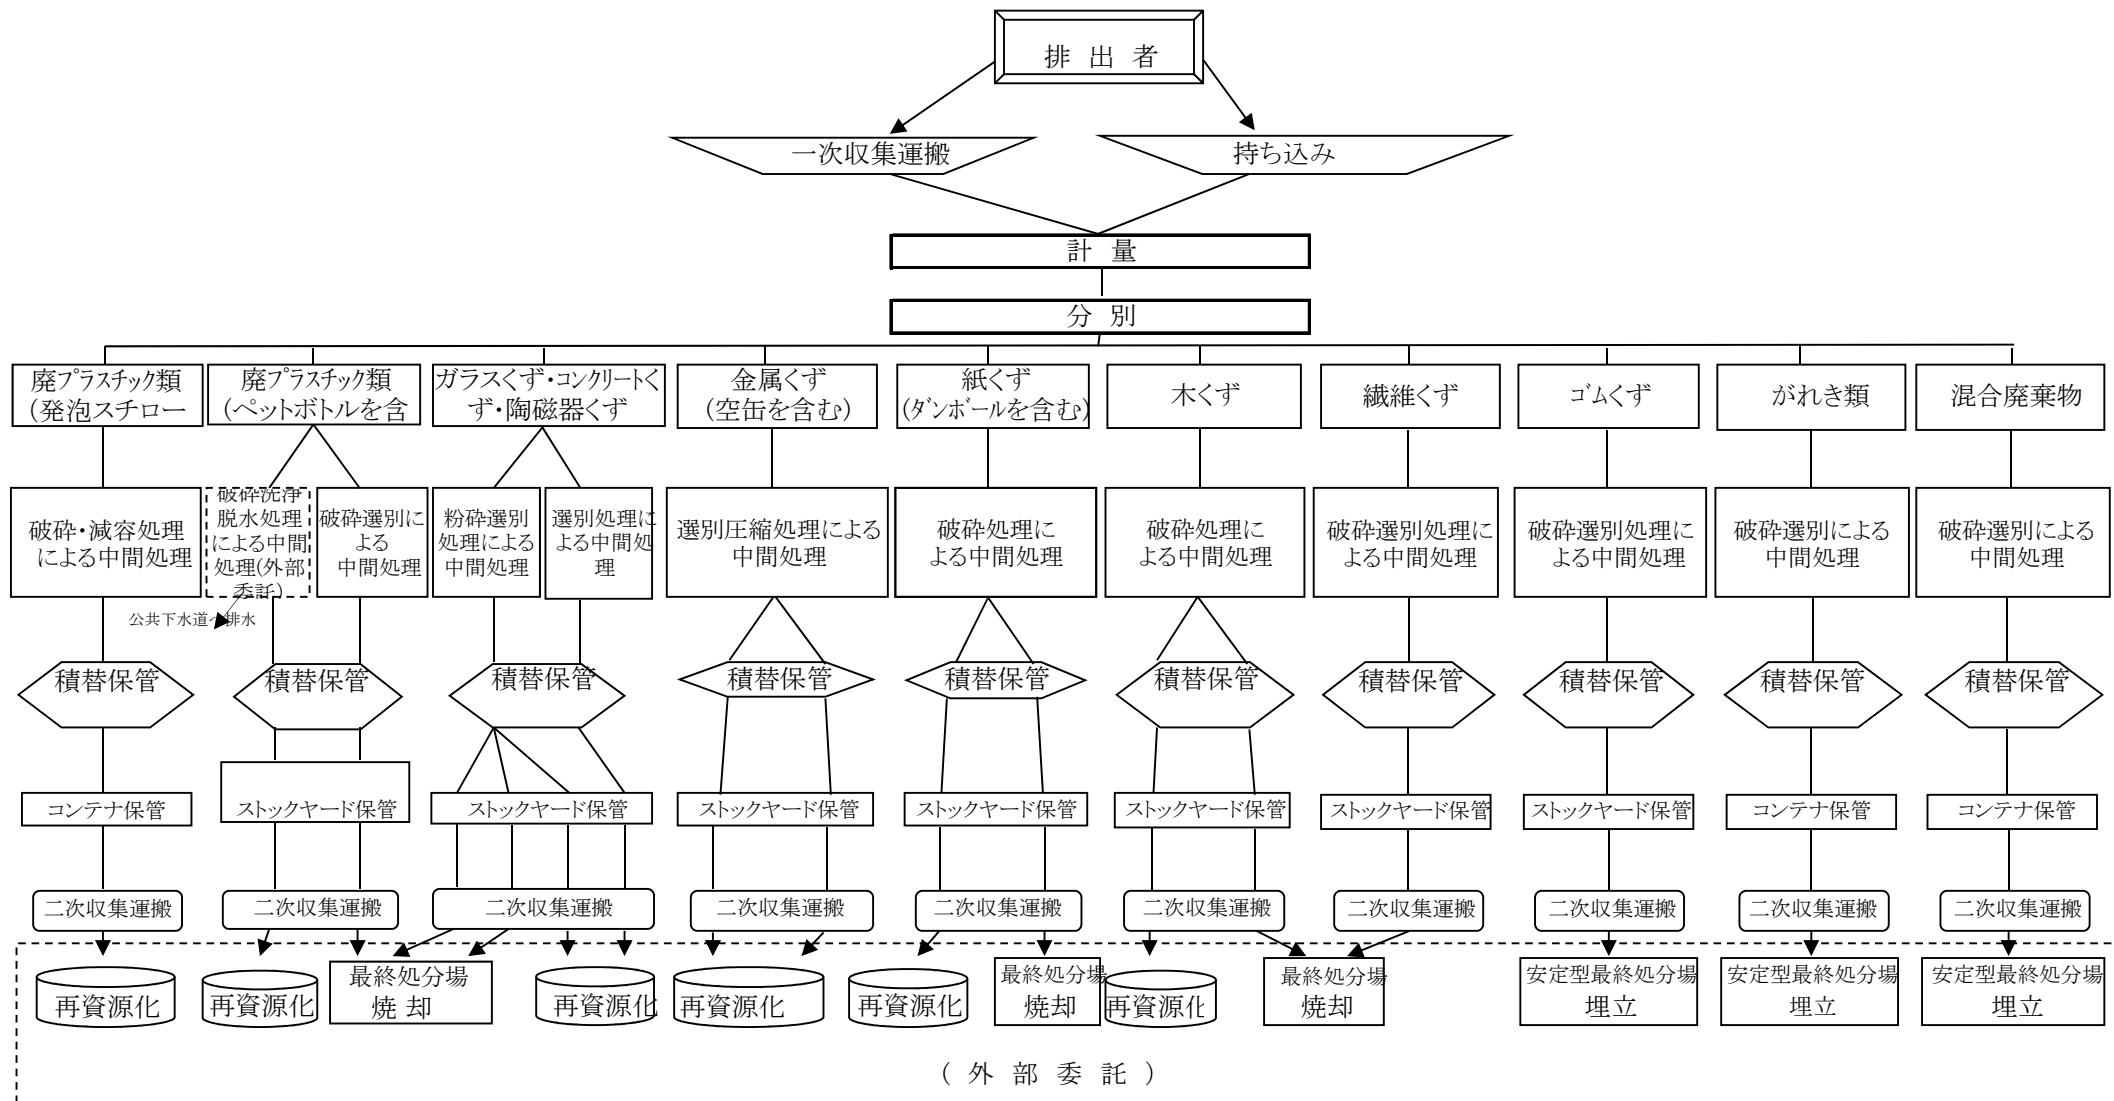 排 出 者
一次収集運搬
持ち込み
計 量
分 別
廃プラスチック類
(発泡スチロー
廃プラスチック類
(ペットボトルを含
ガラスくず・コンクリートく
ず・陶磁器くず
金属くず
(空缶を含む)
紙くず
(ダンボールを含む)
木くず
繊維くず
ゴムくず
がれき類
混合廃棄物
破砕・減容処理
による中間処理
破砕洗浄
脱水処理
による中間
処理(外部
委託)
破砕選別に
よる
中間処理
粉砕選別
処理による
中間処理
選別処理に
よる中間処
理
選別圧縮処理による
中間処理
破砕処理に
よる中間処理
破砕処理に
よる中間処理
破砕選別処理に
よる中間処理
破砕選別処理に
よる中間処理
破砕選別による
中間処理
破砕選別による
中間処理
公共下水道へ排水
積替保管
積替保管
積替保管
積替保管
積替保管
積替保管
積替保管
積替保管
積替保管
積替保管
コンテナ保管
ストックヤード保管
ストックヤード保管
ストックヤード保管
ストックヤード保管
ストックヤード保管
ストックヤード保管
ストックヤード保管
コンテナ保管
コンテナ保管
二次収集運搬
二次収集運搬
二次収集運搬
二次収集運搬
二次収集運搬
二次収集運搬
二次収集運搬
二次収集運搬
二次収集運搬
二次収集運搬
再資源化
再資源化
最終処分場
焼 却
再資源化
再資源化
再資源化
最終処分場
焼却
再資源化
最終処分場
焼却
安定型最終処分場
埋立
安定型最終処分場
埋立
安定型最終処分場
埋立
( 外 部 委 託 )